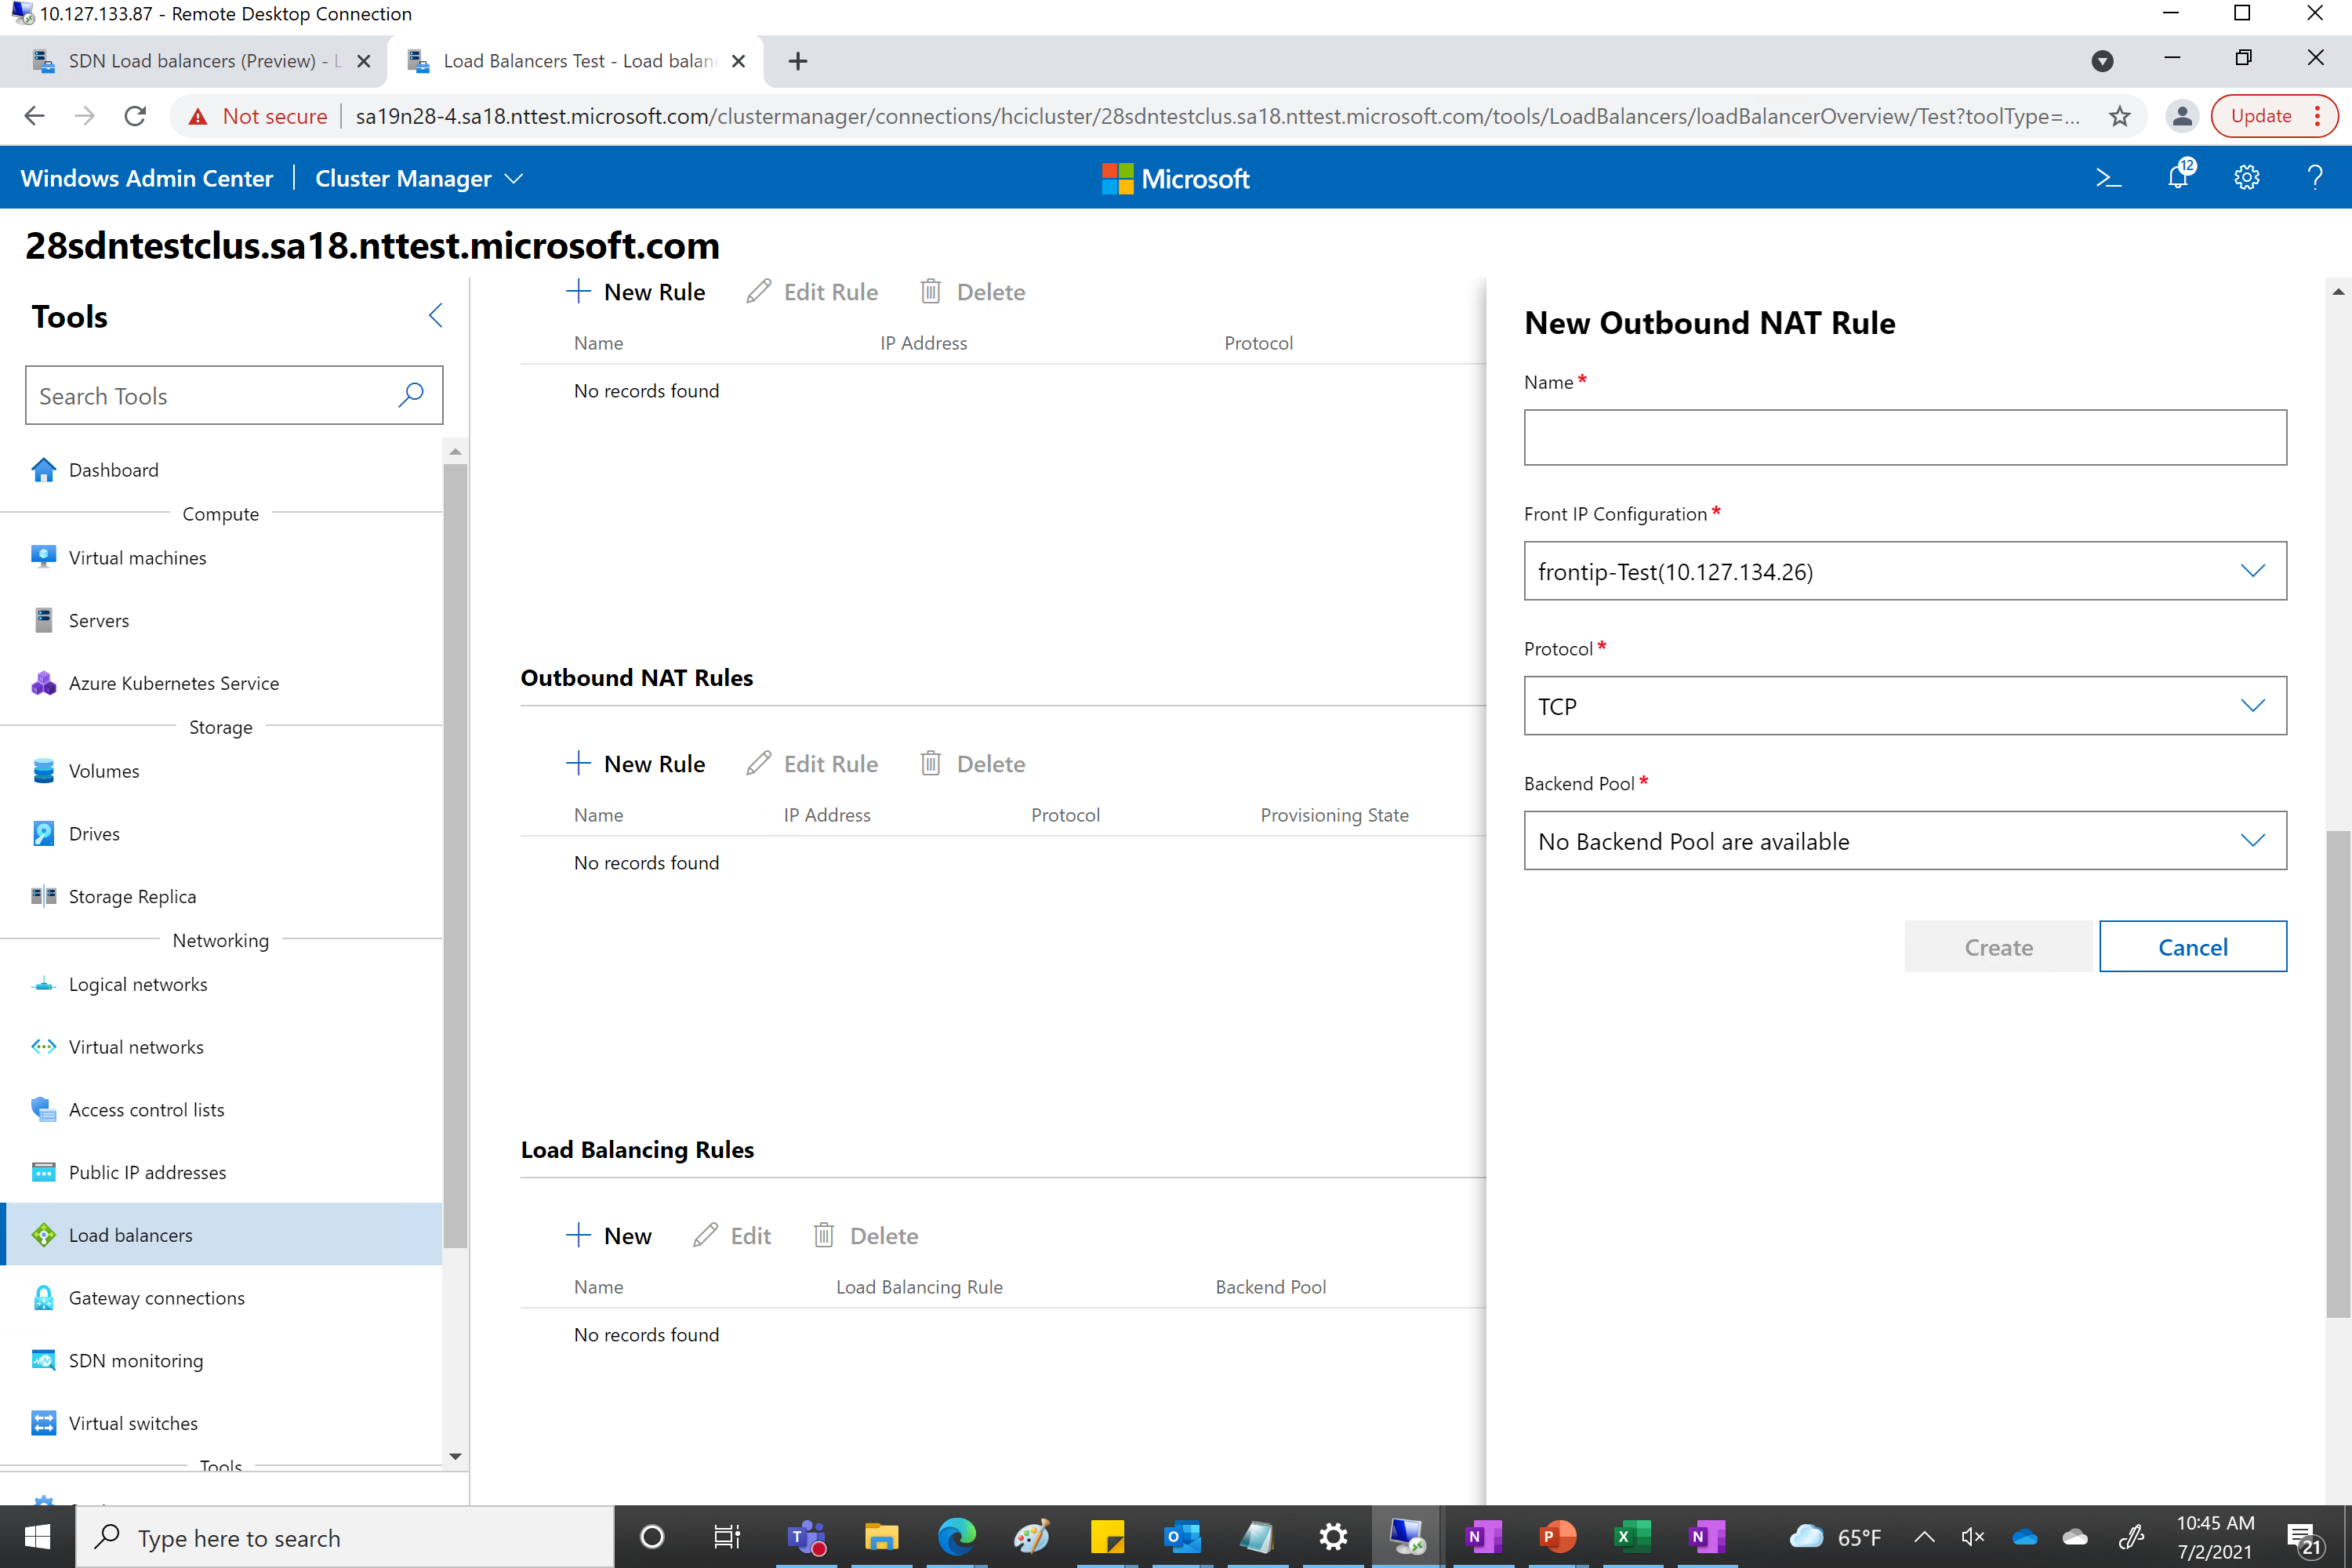 10.127.133.87 - Remote Desktop Connection
SDN Load balancers (Preview) -
Load Balancers Test - Load balan
Not secure
sa19n28-4.sa18.nttest.microsoft.com/clustermanager/connections/hcicluster/28sdntestclus.sa18.nttest.microsoft.com/tools/LoadBalancers/loadBalancerOverview/Test?toolType=...
Update
Windows Admin Center
Cluster Manager
Microsoft
12
28sdntestclus.sa18.nttest.microsoft.com
Tools
Search Tools
Dashboard
Compute
Virtual machines
Servers
Azure Kubernetes Service
Storage
Volumes
Drives
Storage Replica
Networking
Logical networks
Virtual networks
Access control lists
Public IP addresses
Load balancers
Gateway connections
SDN monitoring
Virtual switches
Tools
New Rule Edit Rule Delete
Name IP Address Protocol
No records found
Outbound NAT Rules
New Rule Edit Rule Delete
Name IP Address Protocol Provisioning State
No records found
Load Balancing Rules
New Edit Delete
Name Load Balancing Rule Backend Pool
No records found
New Outbound NAT Rule
Name *
Front IP Configuration *
frontip-Test(10.127.134.26)
Protocol *
TCP
Backend Pool *
No Backend Pool are available
Create Cancel
Type here to search
65°F
10:45 AM
7/2/2021
21